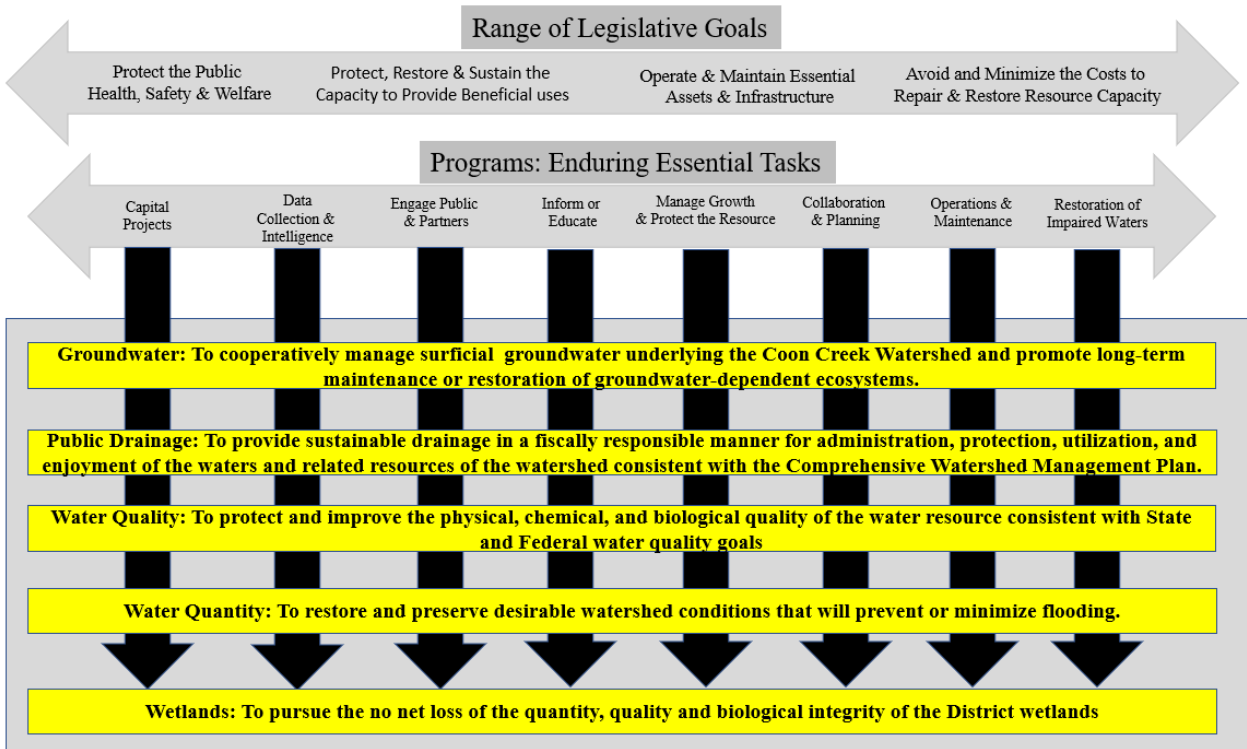 Range of Legislative Goals
Protect the Public
Health, Safety & Welfare
Protect, Restore & Sustain the
Capacity to Provide Beneficial uses
Operate & Maintain Essential
Assets & Infrastructure
Avoid and Minimize the Costs to
Repair & Restore Resource Capacity
Programs: Enduring Essential Tasks
Capital
Projects
Data
Collection &
Intelligence
Engage Public
& Partners
Inform or
Educate
Manage Growth
& Protect the Resource
Collaboration
& Planning
Operations &
Maintenance
Restoration of
Impaired Waters
Groundwater: To cooperatively manage surficial groundwater underlying the Coon Creek Watershed and promote long-term
maintenance or restoration of groundwater-dependent ecosystems.
Public Drainage: To provide sustainable drainage in a fiscally responsible manner for administration, protection, utilization, and
enjoyment of the waters and related resources of the watershed consistent with the Comprehensive Watershed Management Plan.
Water Quality: To protect and improve the physical, chemical, and biological quality of the water resource consistent with State
and Federal water quality goals
Water Quantity: To restore and preserve desirable watershed conditions that will prevent or minimize flooding.
Wetlands: To pursue the no net loss of the quantity, quality and biological integrity of the District wetlands